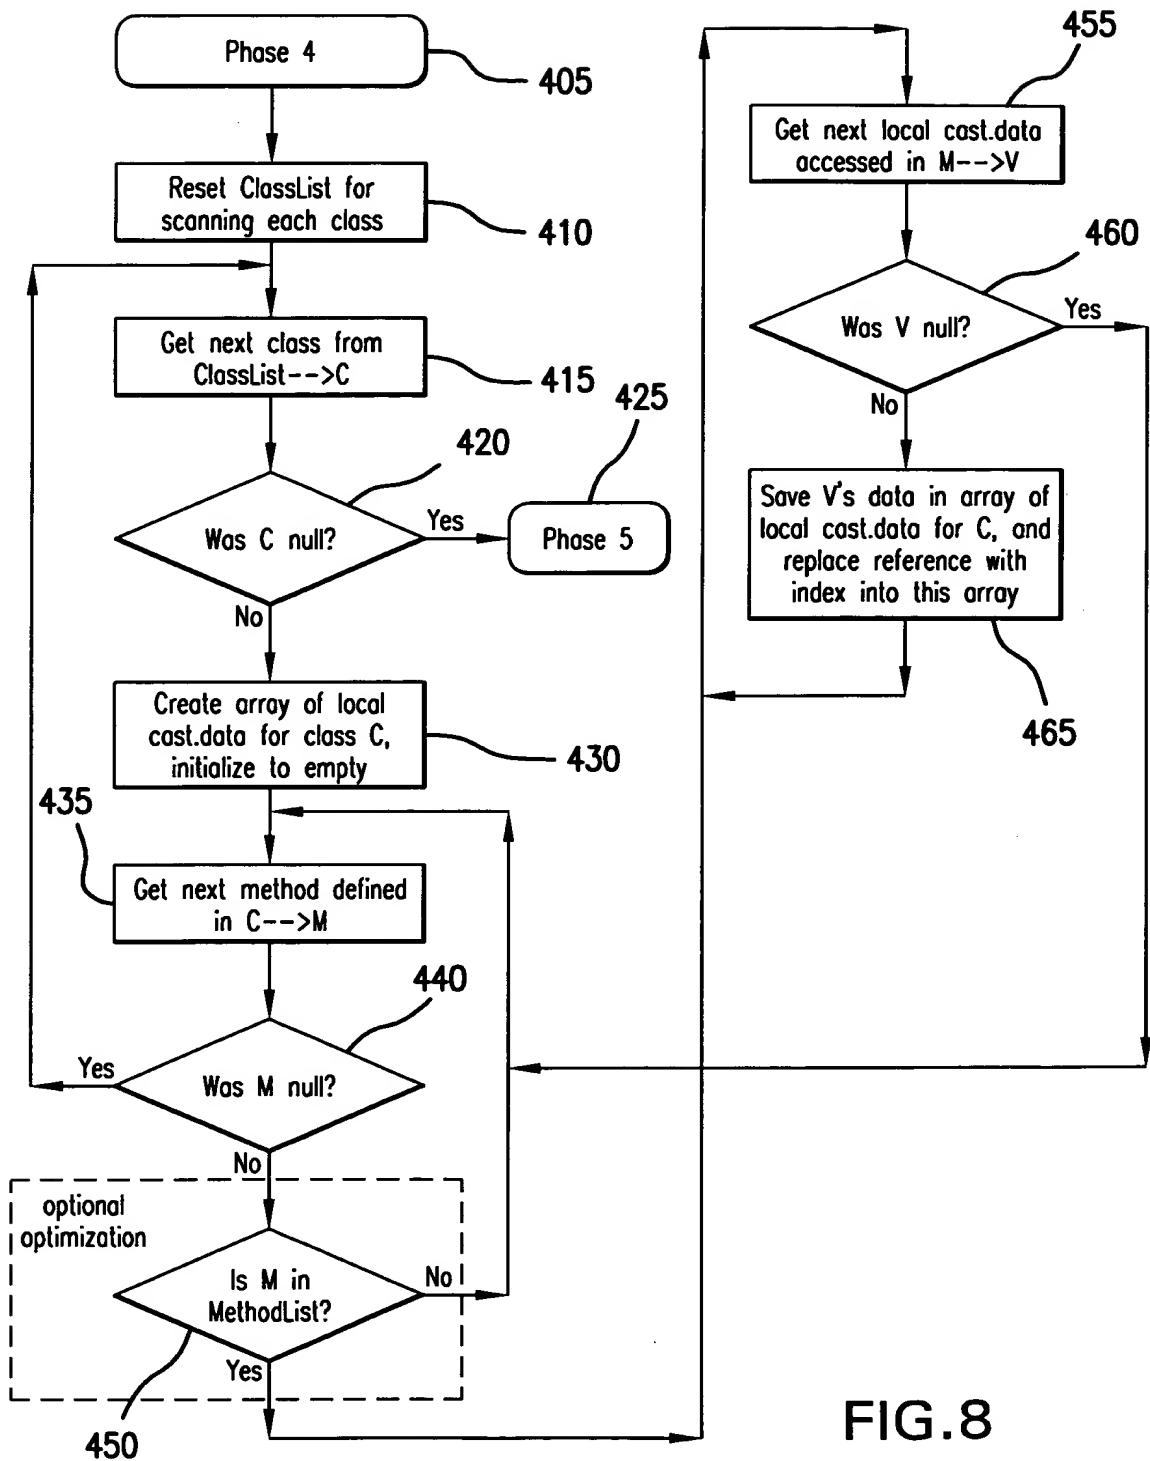 Phase 4
405
Reset ClassList for
scanning each class
410
Get next class from
ClassList-->C
415
425
420
Was C null?
Yes
Phase 5
No
Create array of local
cast.data for class C,
initialize to empty
430
435
Get next method defined
in C-->M
440
Yes
Was M null?
No
optional
optimization
Is M in
MethodList?
No
Yes
450
455
Get next local cast.data
accessed in M-->V
460
Was V null?
Yes
No
Save V's data in array of
local cast.data for C, and
replace reference with
index into this array
465
FIG.8